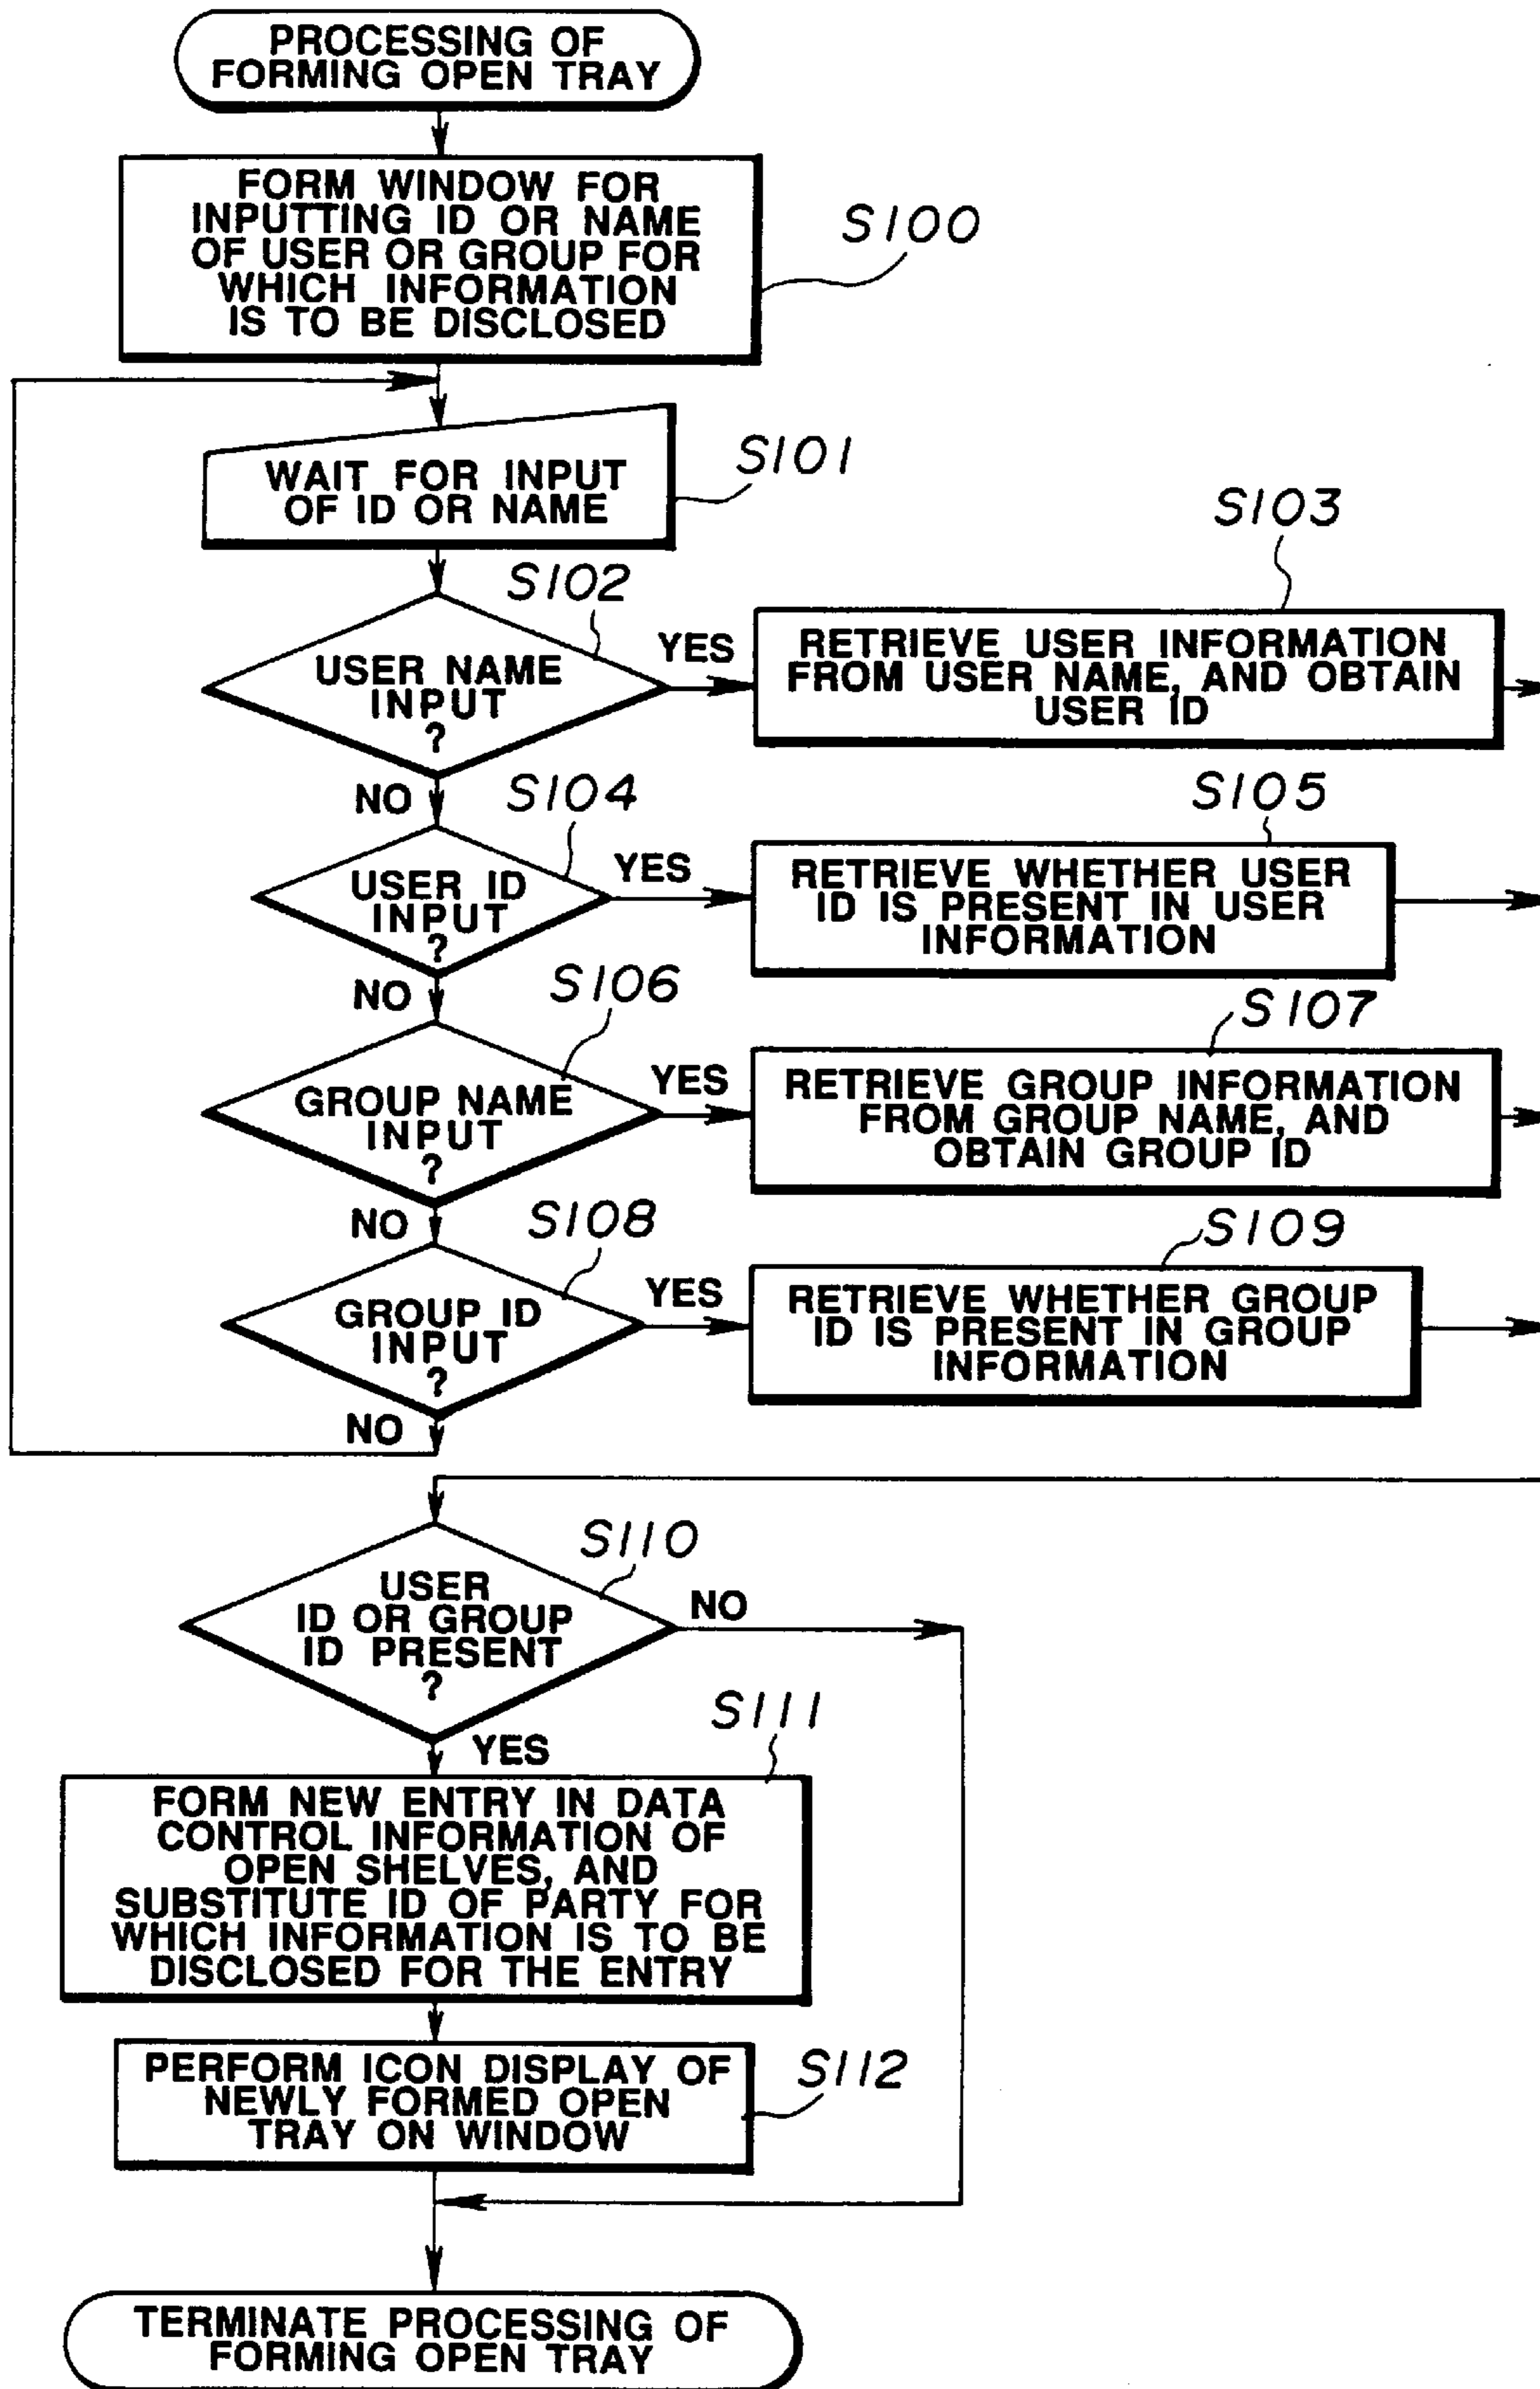 PROCESSING OF
FORMING OPEN TRAY
FORM WINDOW FOR
INPUTTING ID OR NAME
OF USER OR GROUP FOR
WHICH INFORMATION
IS TO BE DISCLOSED
S100
WAIT FOR INPUT
OF ID OR NAME
S101
S102
USER NAME
INPUT
?
YES
S103
RETRIEVE USER INFORMATION
FROM USER NAME, AND OBTAIN
USER ID
NO
S104
USER ID
INPUT
?
YES
S105
RETRIEVE WHETHER USER
ID IS PRESENT IN USER
INFORMATION
NO
S106
GROUP NAME
INPUT
?
YES
S107
RETRIEVE GROUP INFORMATION
FROM GROUP NAME, AND
OBTAIN GROUP ID
NO
S108
GROUP ID
INPUT
?
YES
S109
RETRIEVE WHETHER GROUP
ID IS PRESENT IN GROUP
INFORMATION
NO
S110
USER
ID OR GROUP
ID PRESENT
?
NO
YES
S111
FORM NEW ENTRY IN DATA
CONTROL INFORMATION OF
OPEN SHELVES, AND
SUBSTITUTE ID OF PARTY FOR
WHICH INFORMATION IS TO BE
DISCLOSED FOR THE ENTRY
PERFORM ICON DISPLAY OF
NEWLY FORMED OPEN
TRAY ON WINDOW
S112
TERMINATE PROCESSING OF
FORMING OPEN TRAY